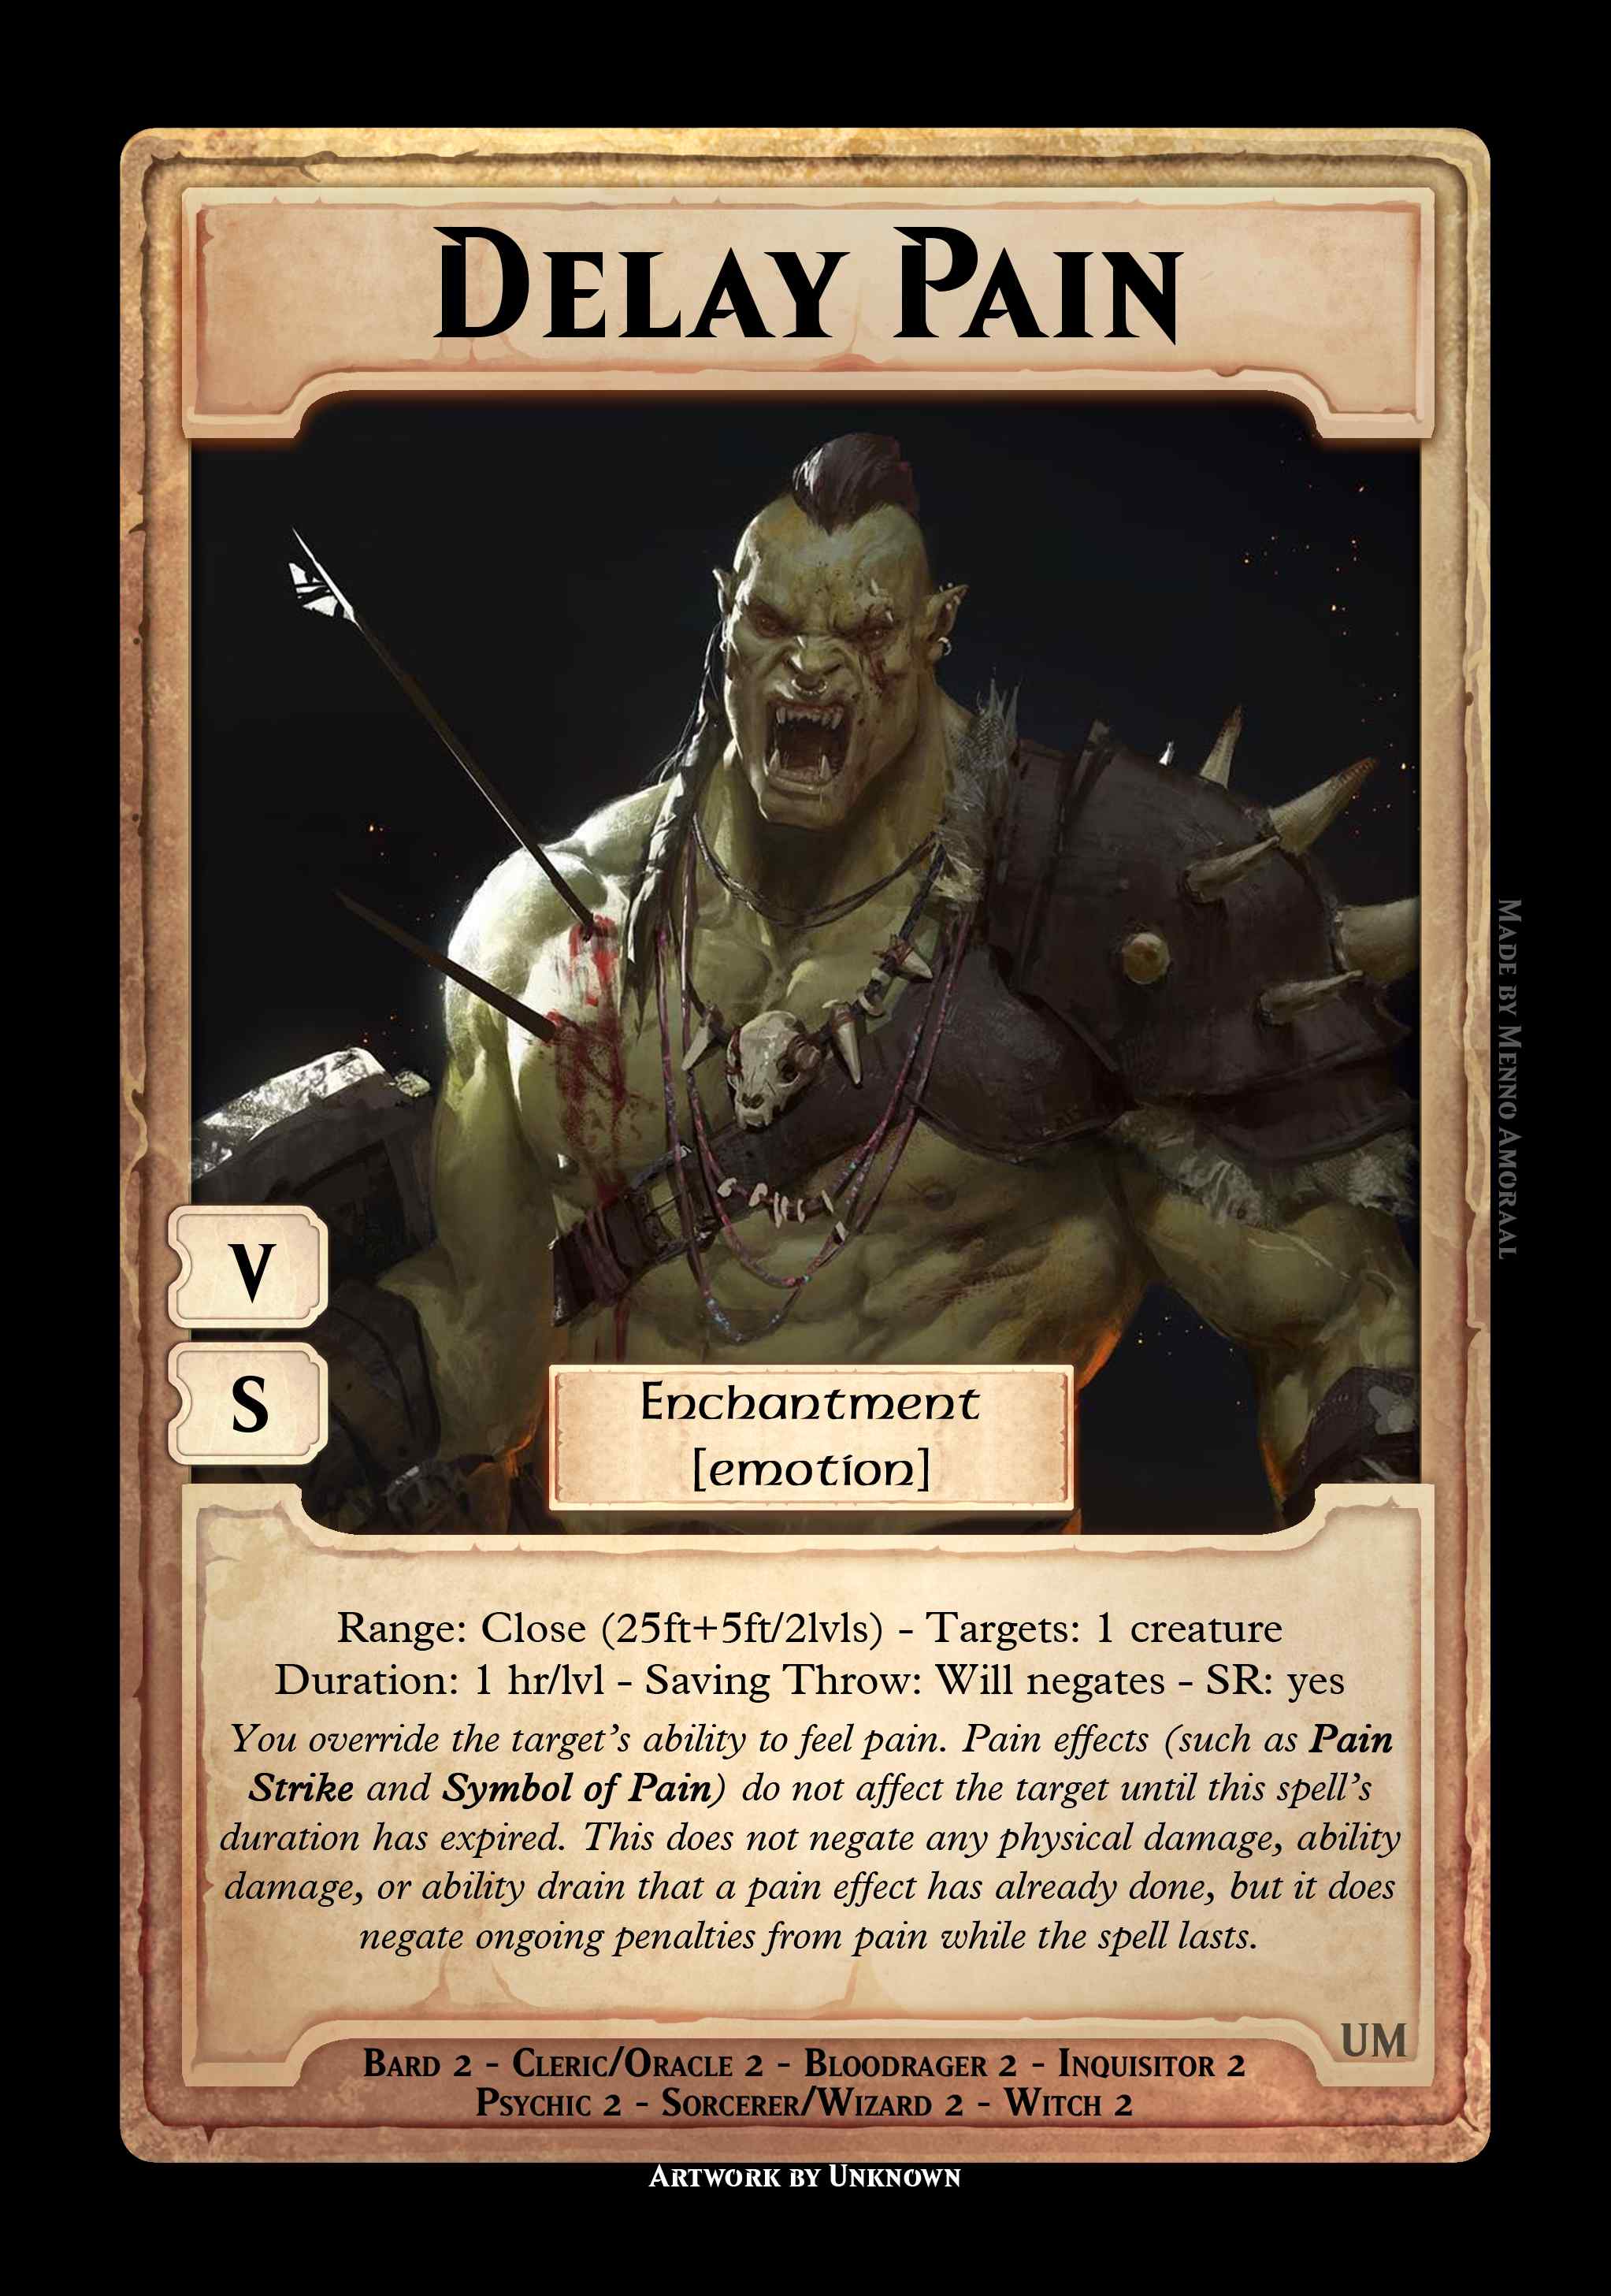 Delay Pain
V
S
Enchantment
[emotion]
Range: Close (25ft+5ft/2lvls) - Targets: 1 creature
Duration: 1 hr/lvl - Saving Throw: Will negates - SR: yes
You override the target's ability to feel pain. Pain effects (such as Pain
Strike and Symbol of Pain) do not affect the target until this spell's
duration has expired. This does not negate any physical damage, ability
damage, or ability drain that a pain effect has already done, but it does
negate ongoing penalties from pain while the spell lasts.
UM
Bard 2 - Cleric/Oracle 2 - Bloodrager 2 - Inquisitor 2
Psychic 2 - Sorcerer/Wizard 2 - Witch 2
Artwork by Unknown
Made by Menno Amoraal